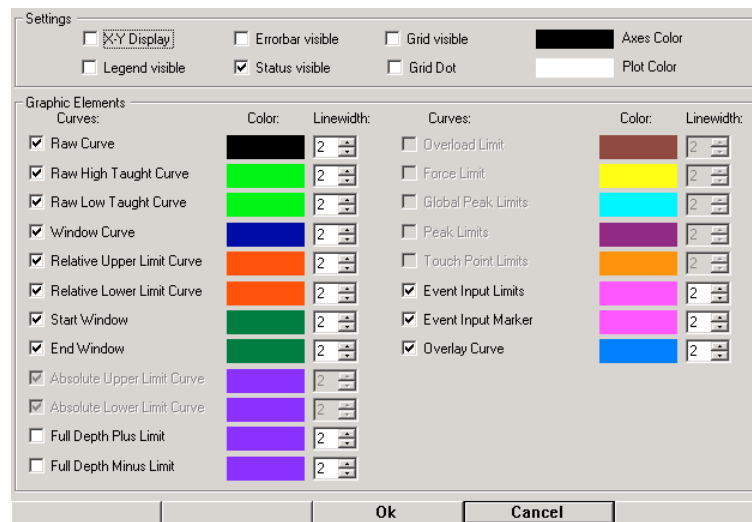 Settings
X-Y Display Errorbar visible Grid visible Axes Color
Legend visible Status visible Grid Dot Plot Color
Graphic Elements
Curves: Color: Linewidth: Curves: Color: Linewidth:
Raw Curve 2 Overload Limit 2
Raw High Taught Curve 2 Force Limit 2
Raw Low Taught Curve 2 Global Peak Limits 2
Window Curve 2 Peak Limits 2
Relative Upper Limit Curve 2 Touch Point Limits 2
Relative Lower Limit Curve 2 Event Input Limits 2
Start Window 2 Event Input Marker 2
End Window 2 Overlay Curve 2
Absolute Upper Limit Curve 2
Absolute Lower Limit Curve 2
Full Depth Plus Limit 2
Full Depth Minus Limit 2
Ok Cancel